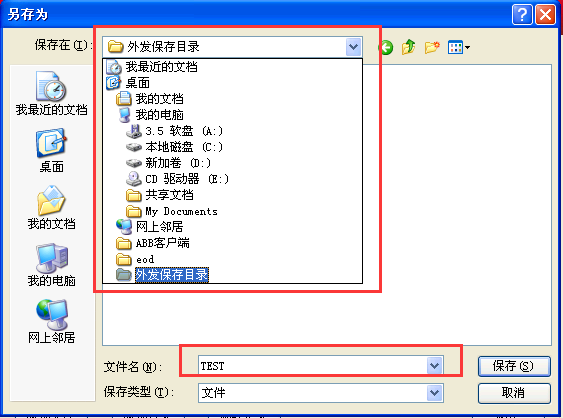 另存为
保存在(I):
外发保存目录
我最近的文档
桌面
我的文档
我的电脑
3.5 软盘 (A:)
本地磁盘 (C:)
新加卷 (D:)
CD 驱动器 (E:)
共享文档
My Documents
网上邻居
ABB客户端
eod
外发保存目录
我最近的文档
桌面
我的文档
我的电脑
网上邻居
文件名(N):
TEST
保存(S)
保存类型(T):
文件
取消